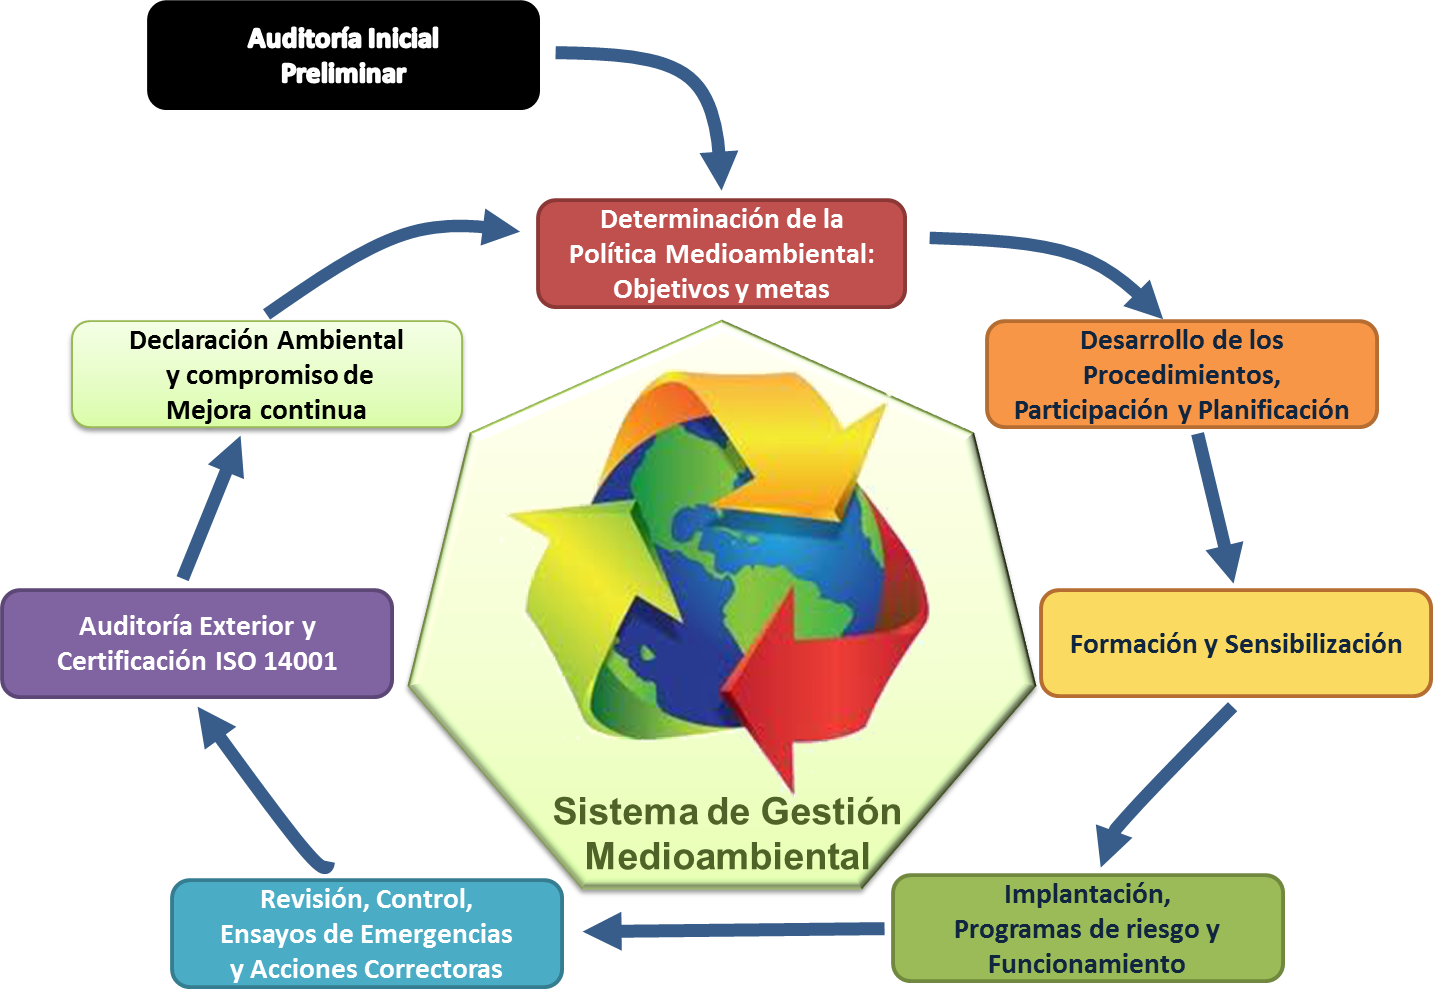 Auditoría Inicial
Preliminar
Determinación de la
Política Medioambiental:
Objetivos y metas
Desarrollo de los
Procedimientos,
Participación y Planificación
Formación y Sensibilización
Implantación,
Programas de riesgo y
Funcionamiento
Revisión, Control,
Ensayos de Emergencias
y Acciones Correctoras
Auditoría Exterior y
Certificación ISO 14001
Declaración Ambiental
y compromiso de
Mejora continua
Sistema de Gestión
Medioambiental